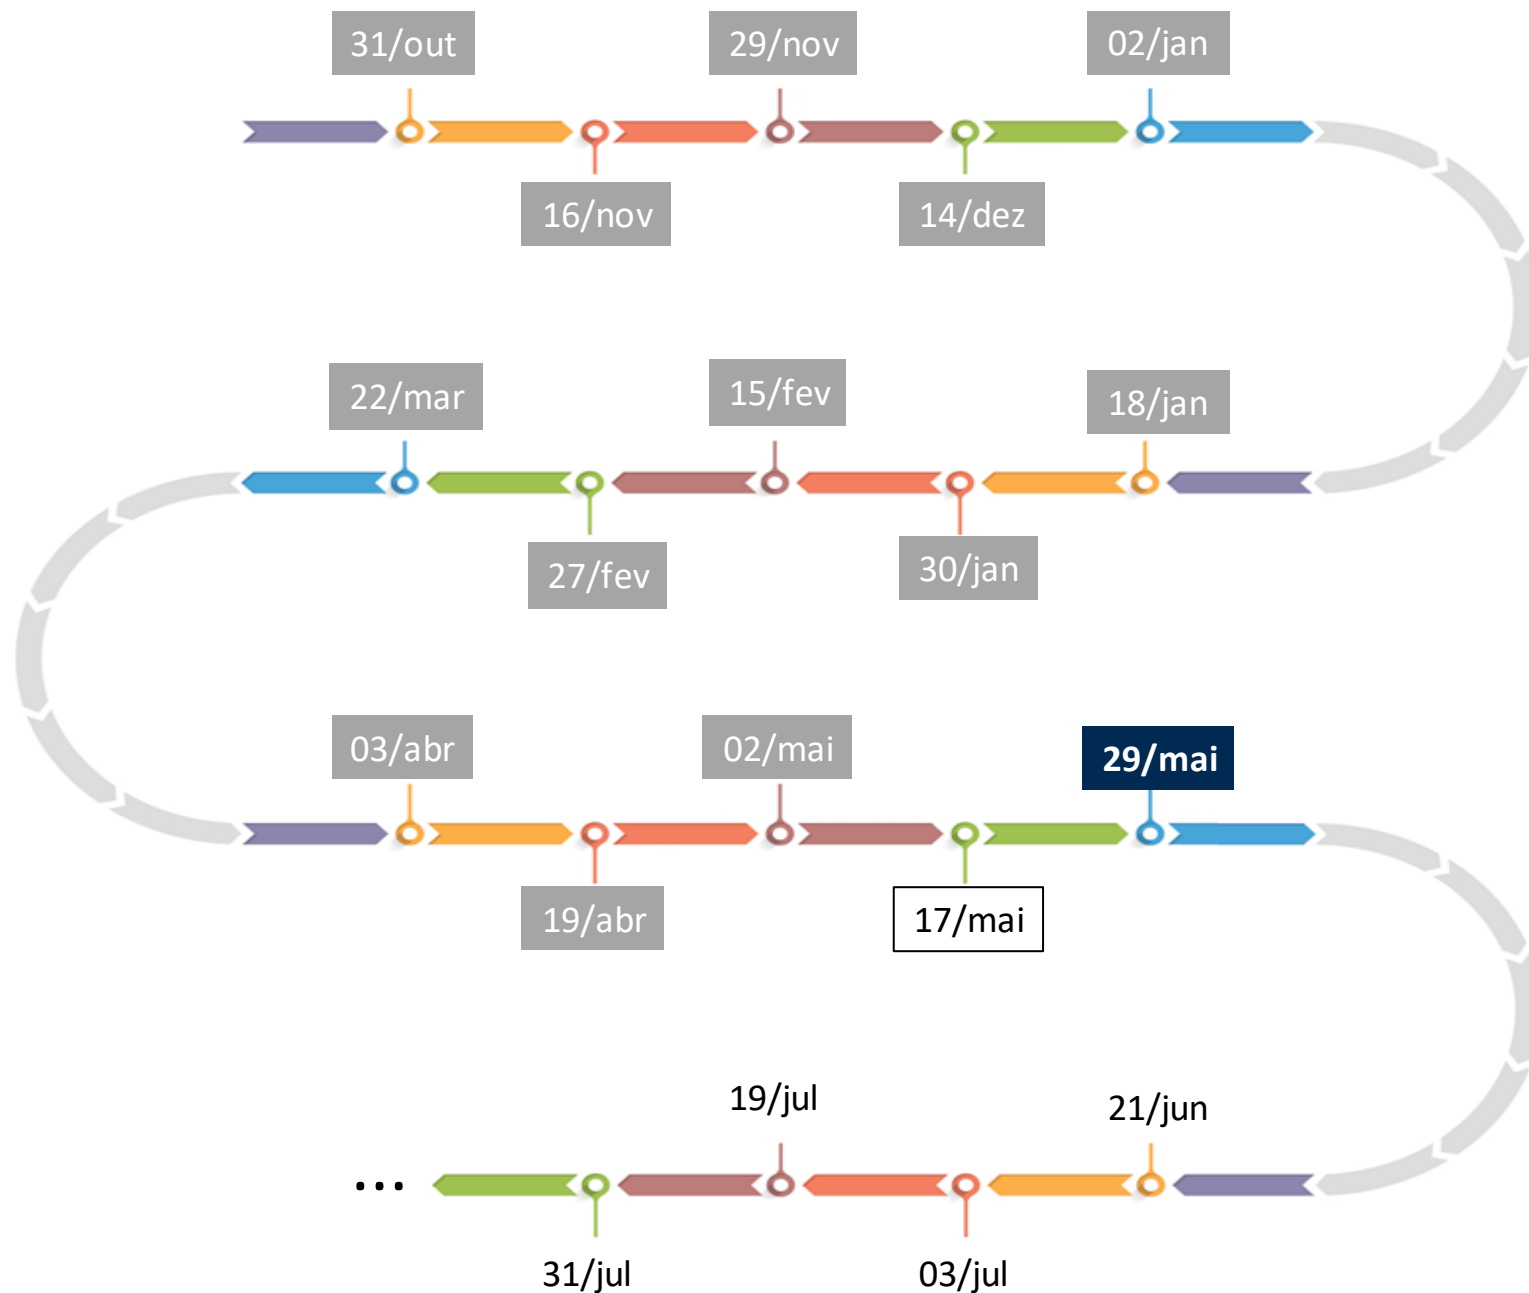 31/out
29/nov
02/jan
16/nov
14/dez
22/mar
15/fev
18/jan
27/fev
30/jan
03/abr
02/mai
29/mai
19/abr
17/mai
19/jul
21/jun
...
31/jul
03/jul